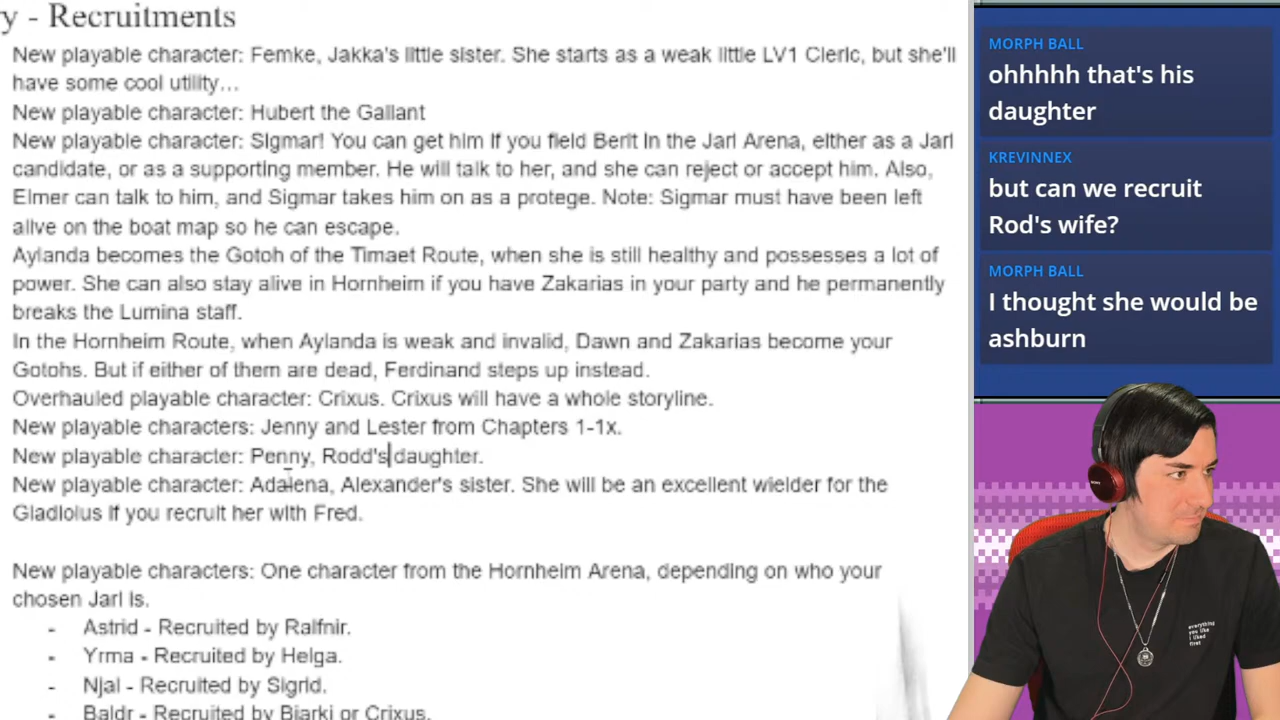 y - Recruitments
New playable character: Femke, Jakka's little sister. She starts as a weak little LV1 Cleric, but she'll
have some cool utility...
New playable character: Hubert the Gallant
New playable character: Sigmar! You can get him if you field Berit in the Jarl Arena, either as a Jarl
candidate, or as a supporting member. He will talk to her, and she can reject or accept him. Also,
Elmer can talk to him, and Sigmar takes him on as a protege. Note: Sigmar must have been left
alive on the boat map so he can escape.
Aylanda becomes the Gotoh of the Timaet Route, when she is still healthy and possesses a lot of
power. She can also stay alive in Hornheim if you have Zakarias in your party and he permanently
breaks the Lumina staff.
In the Hornheim Route, when Aylanda is weak and invalid, Dawn and Zakarias become your
Gotohs. But if either of them are dead, Ferdinand steps up instead.
Overhauled playable character: Crixus. Crixus will have a whole storyline.
New playable characters: Jenny and Lester from Chapters 1-1x.
New playable character: Penny, Rodd's daughter.
New playable character: Adalena, Alexander's sister. She will be an excellent wielder for the
Gladiolus if you recruit her with Fred.
New playable characters: One character from the Hornheim Arena, depending on who your
chosen Jarl is.
- Astrid - Recruited by Ralfnir.
- Yrma - Recruited by Helga.
- Njal - Recruited by Sigrid.
- Baldr - Recruited by Bjarki or Crixus.
MORPH BALL
ohhhhh that's his
daughter
KREVINNEX
but can we recruit
Rod's wife?
MORPH BALL
I thought she would be
ashburn
everything
you like
I liked
first